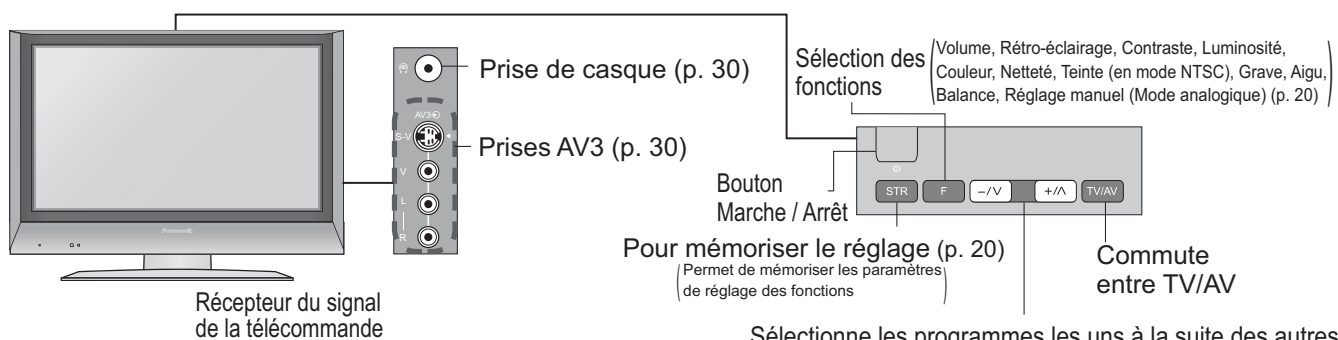 Prise de casque (p. 30)
AV3
S-V
Prises AV3 (p. 30)
V
L
R
Panasonic
Récepteur du signal
de la télécommande
Sélection des
fonctions
Volume, Rétro-éclairage, Contraste, Luminosité,
Couleur, Netteté, Teinte (en mode NTSC), Grave, Aigu,
Balance, Réglage manuel (Mode analogique) (p. 20)
Bouton
Marche / Arrêt
STR
F
–/V
+/Λ
TV/AV
Pour mémoriser le réglage (p. 20)
(Permet de mémoriser les paramètres
de réglage des fonctions)
Commute
entre TV/AV
Sélectionne les programmes les uns à la suite des autres